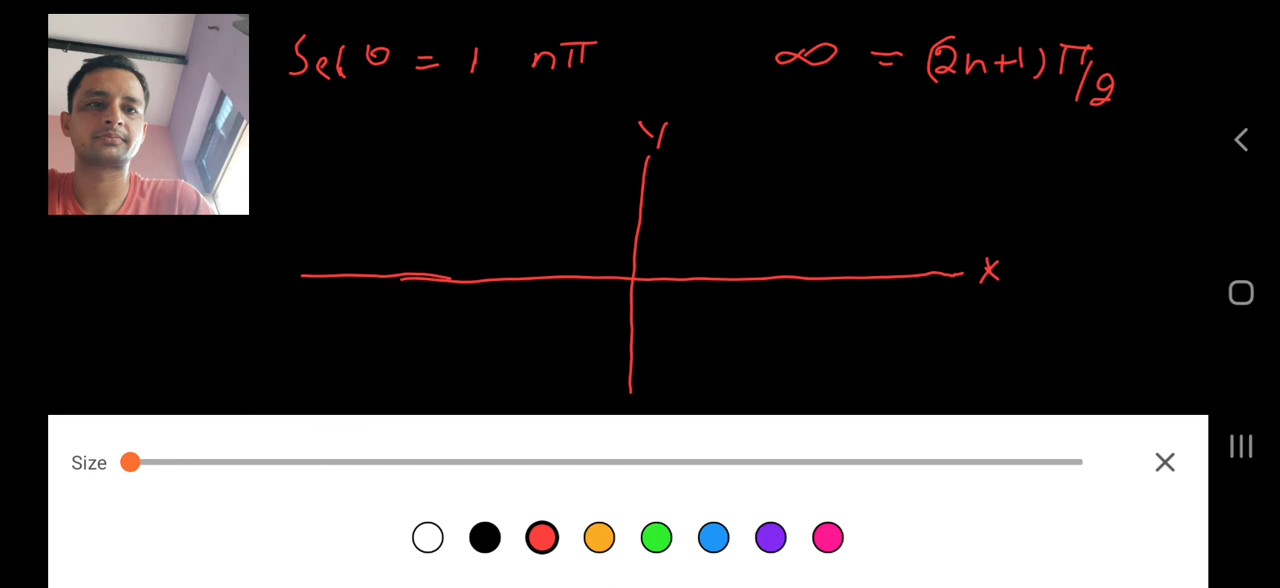 Sec θ = 1 nπ ∞ = (2n+1) π/2
Y
X
Size